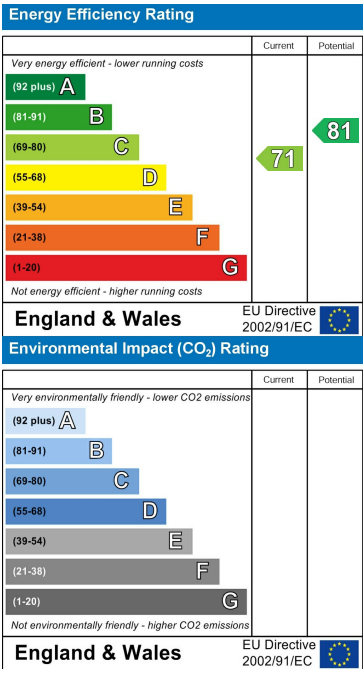 Energy Efficiency Rating
Current Potential
Very energy efficient - lower running costs
(92 plus) A
(81-91) B
(69-80) C
(55-68) D
(39-54) E
(21-38) F
(1-20) G
71
81
Not energy efficient - higher running costs
England & Wales
EU Directive
2002/91/EC
Environmental Impact (CO₂) Rating
Current Potential
Very environmentally friendly - lower CO2 emissions
(92 plus) A
(81-91) B
(69-80) C
(55-68) D
(39-54) E
(21-38) F
(1-20) G
Not environmentally friendly - higher CO2 emissions
England & Wales
EU Directive
2002/91/EC